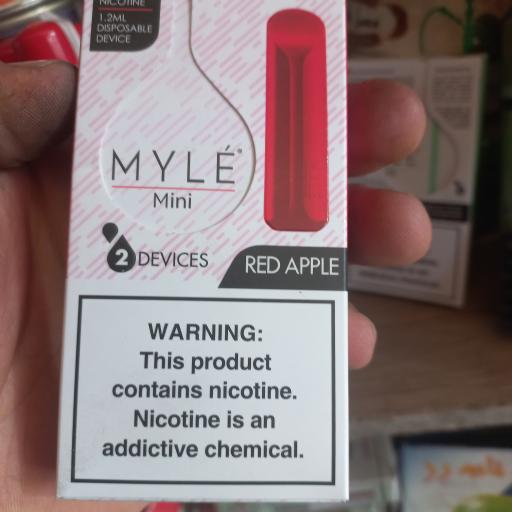 NICOTINE
1.2ML
DISPOSABLE
DEVICE
MYLÉ®
Mini
2 DEVICES
RED APPLE
WARNING:
This product
contains nicotine.
Nicotine is an
addictive chemical.